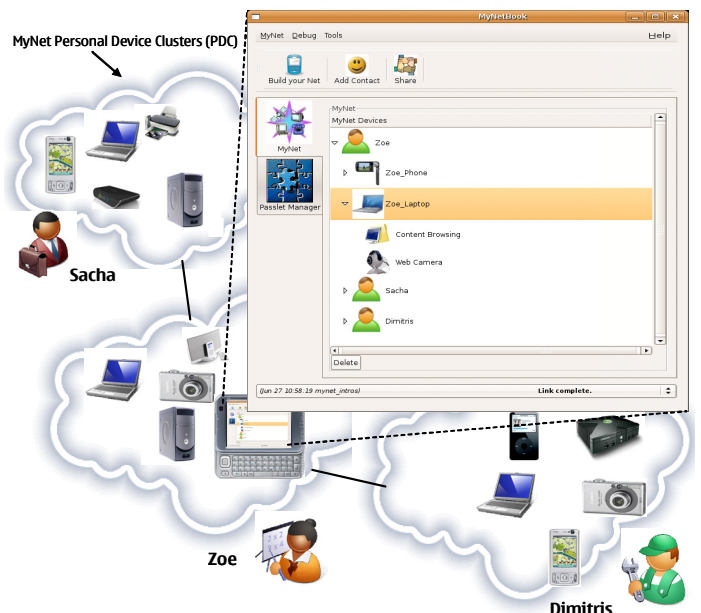 MyNet Personal Device Clusters (PDC)
MyNetBook
MyNet Debug Tools Help
Build your Net Add Contact Share
MyNet
Passlet Manager
MyNet
MyNet Devices
Zoe
Zoe_Phone
Zoe_Laptop
Content Browsing
Web Camera
Sacha
Dimitris
Delete
(Jun 27 10:58:19 mynet_intros) Link complete.
Sacha
Zoe
Dimitris